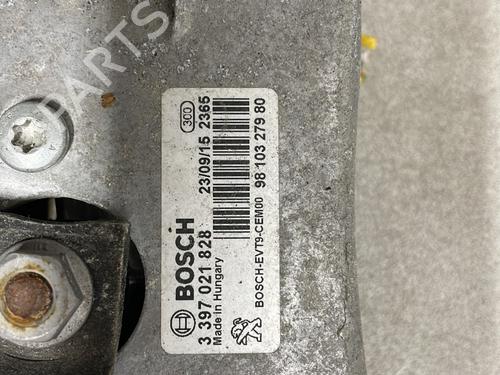 BOSCH
3 397 021 828
Made in Hungary
23/09/15 2365
300
BOSCH-EVT9-CEM00
98 103 279 80
B-PARTS